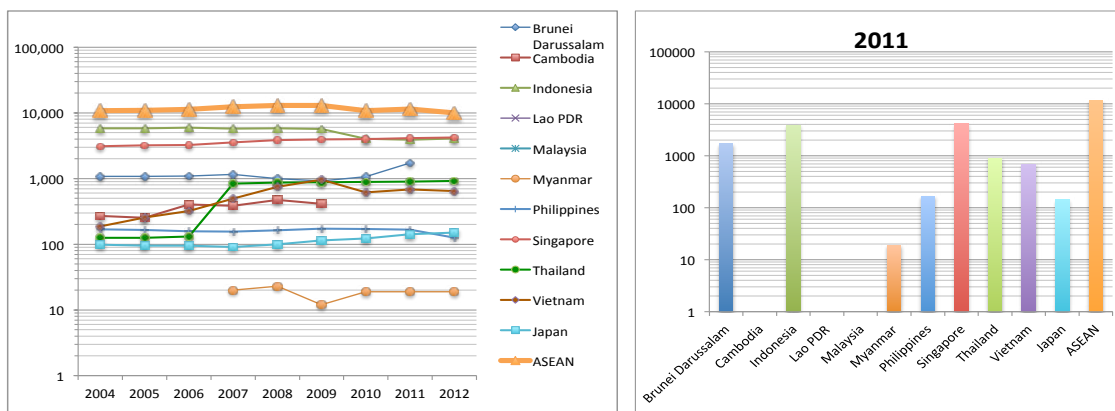 100,000
10,000
1,000
100
10
1
2004 2005 2006 2007 2008 2009 2010 2011 2012
Brunei
Darussalam
Cambodia
Indonesia
Lao PDR
Malaysia
Myanmar
Philippines
Singapore
Thailand
Vietnam
Japan
ASEAN
2011
100000
10000
1000
100
10
1
Brunei Darussalam
Cambodia
Indonesia
Lao PDR
Malaysia
Myanmar
Philippines
Singapore
Thailand
Vietnam
Japan
ASEAN